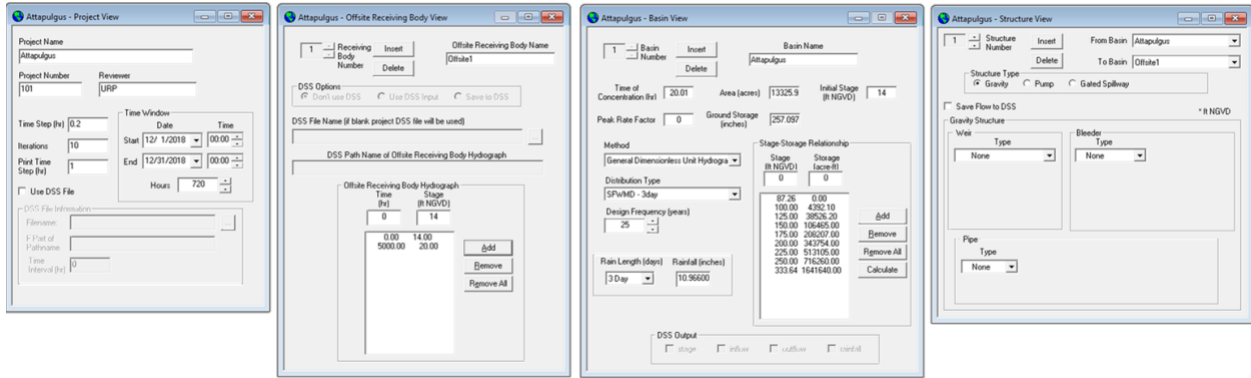 Attapulgus - Project View
Project Name
Attapulgus
Project Number Reviewer
101 URP
Time Step (hr) 0.2
Iterations 10
Print Time
Step (hr) 1
Use DSS File
Time Window
Date Time
Start 12/ 1/2018 00:00
End 12/31/2018 00:00
Hours 720
DSS File Information
Filename
F Part of
Pathname
Time
Interval (hr) 0
Attapulgus - Offsite Receiving Body View
1 Receiving
Body
Number
Insert
Delete
Offsite Receiving Body Name
Offsite1
DSS Options
Don't use DSS Use DSS Input Save to DSS
DSS File Name (if blank project DSS file will be used)
DSS Path Name of Offsite Receiving Body Hydrograph
Offsite Receiving Body Hydrograph
Time Stage
(hr) (ft NGVD)
0 14
0.00 14.00
5000.00 20.00
Add
Remove
Remove All
Attapulgus - Basin View
1 Basin
Number
Insert
Delete
Basin Name
Attapulgus
Time of
Concentration (hr) 20.01
Area (acres) 13325.9
Initial Stage
(ft NGVD) 14
Peak Rate Factor 0
Ground Storage
(inches) 257.097
Method
General Dimensionless Unit Hydrogra
Distribution Type
SFWMD - 3day
Design Frequency (years)
25
Rain Length (days) Rainfall (inches)
3 Day 10.96600
Stage-Storage Relationship
Stage Storage
(ft NGVD) (acre-ft)
0 0
87.26 0.00
100.00 4392.10
125.00 38526.20
150.00 106465.00
175.00 208207.00
200.00 343754.00
225.00 513105.00
250.00 716260.00
333.64 1641640.00
Add
Remove
Remove All
Calculate
DSS Output
stage inflow outflow rainfall
Attapulgus - Structure View
1 Structure
Number
Insert
Delete
From Basin Attapulgus
To Basin Offsite1
Structure Type
Gravity Pump Gated Spillway
Save Flow to DSS
* ft NGVD
Gravity Structure
Weir
Type
None
Bleeder
Type
None
Pipe
Type
None